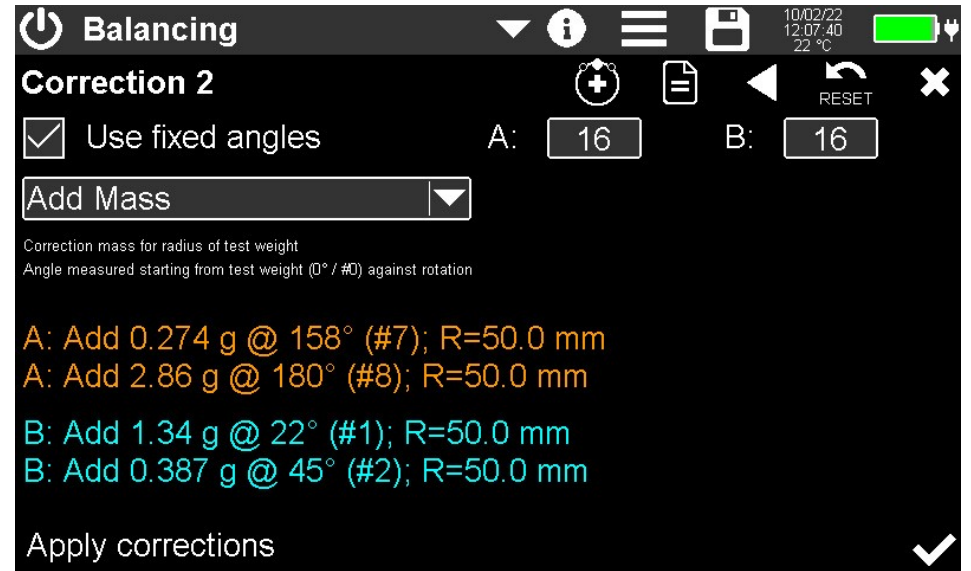 Balancing
10/02/22
12:07:40
22 °C
Correction 2
RESET
Use fixed angles A: 16 B: 16
Add Mass
Correction mass for radius of test weight
Angle measured starting from test weight (0° / #0) against rotation
A: Add 0.274 g @ 158° (#7); R=50.0 mm
A: Add 2.86 g @ 180° (#8); R=50.0 mm
B: Add 1.34 g @ 22° (#1); R=50.0 mm
B: Add 0.387 g @ 45° (#2); R=50.0 mm
Apply corrections